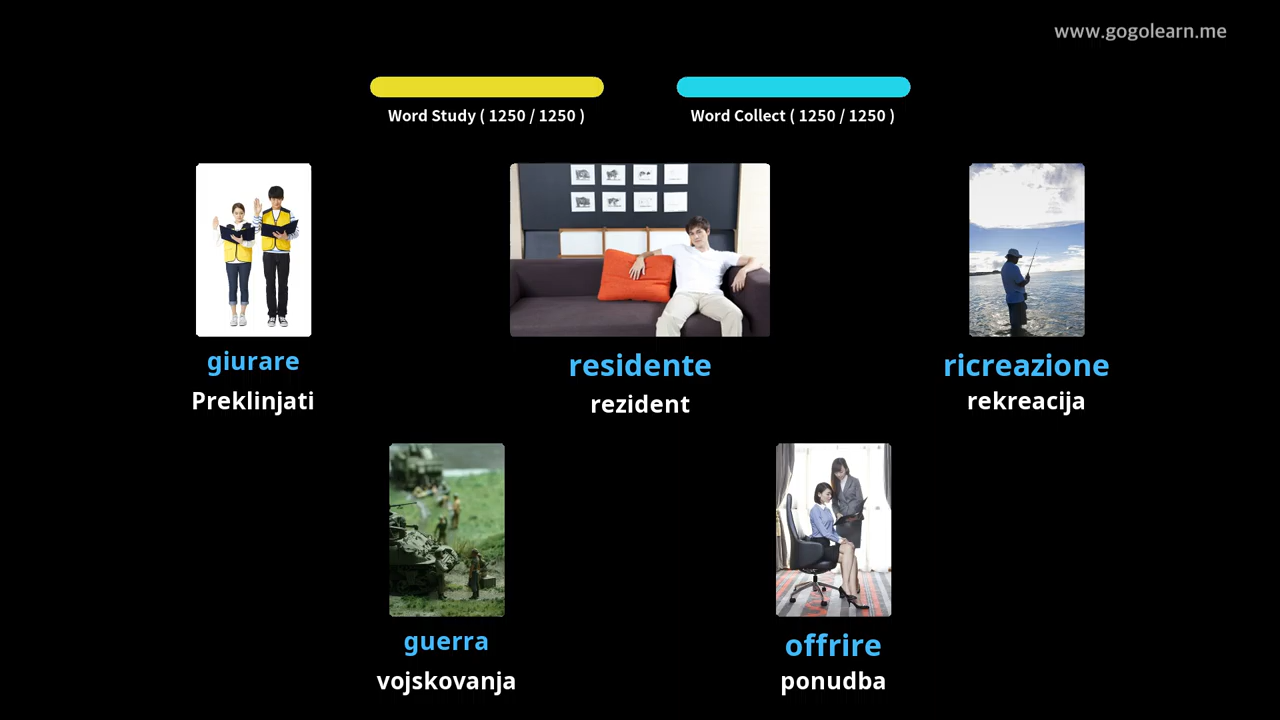 www.gogolearn.me
Word Study ( 1250 / 1250 )
Word Collect ( 1250 / 1250 )
giurare
Preklinjati
residente
rezident
ricreazione
rekreacija
guerra
vojskovanja
offrire
ponudba